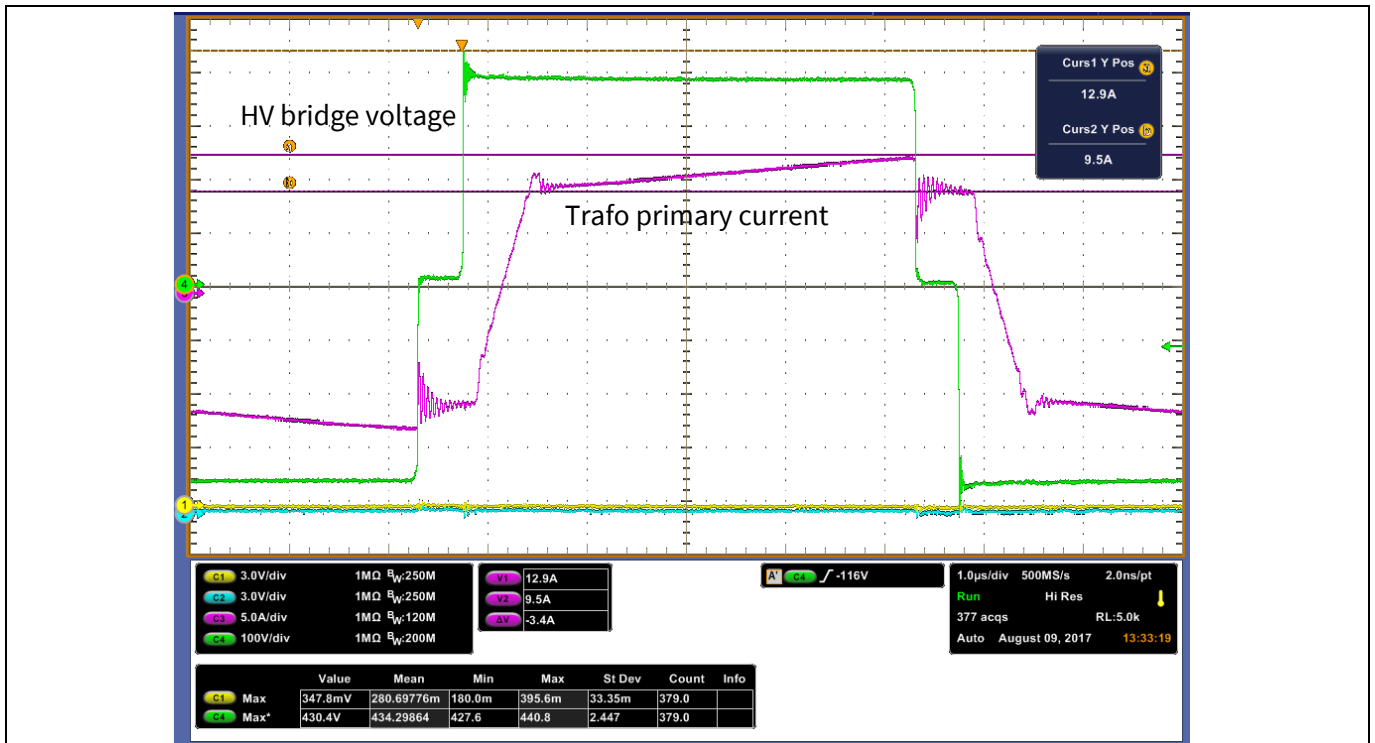 Curs1 Y Pos
12.9A
HV bridge voltage
Curs2 Y Pos
9.5A
Trafo primary current
4
1
2
C1 3.0V/div 1MΩ BW:250M
C2 3.0V/div 1MΩ BW:250M
C3 5.0A/div 1MΩ BW:120M
C4 100V/div 1MΩ BW:200M
V1 12.9A
V2 9.5A
ΔV -3.4A
A' C4 -116V
1.0µs/div 500MS/s 2.0ns/pt
Run Hi Res
377 acqs RL:5.0k
Auto August 09, 2017 13:33:19
Value Mean Min Max St Dev Count Info
C1 Max 347.8mV 280.69776m 180.0m 395.6m 33.35m 379.0
C4 Max* 430.4V 434.29864 427.6 440.8 2.447 379.0